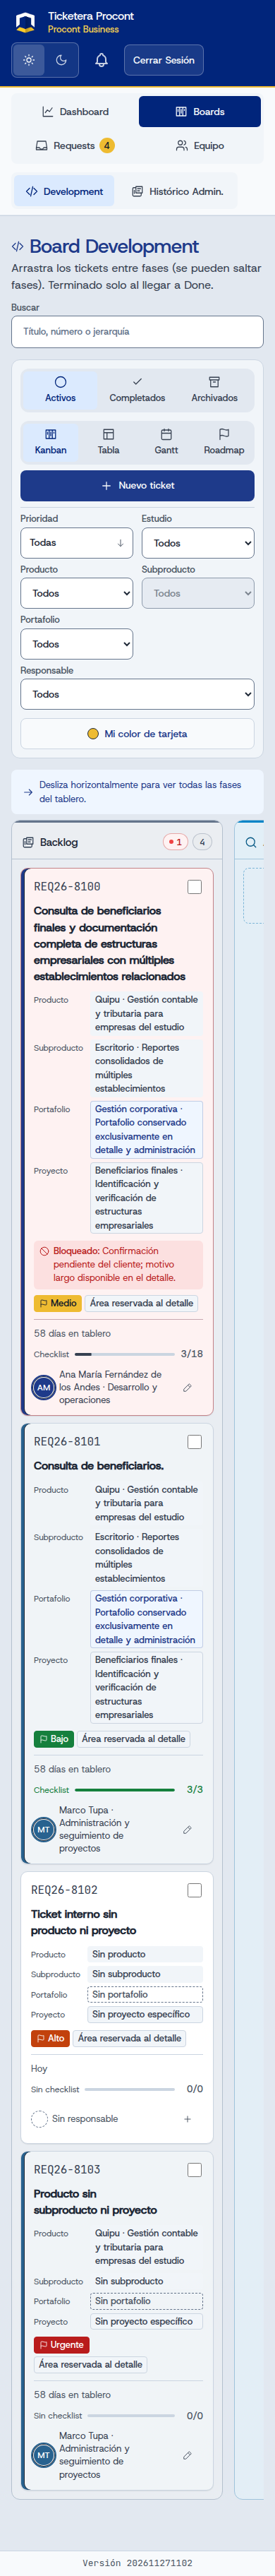 Ticketera Procont
Procont Business
Cerrar Sesión
Dashboard
Boards
Requests 4
Equipo
Development
Histórico Admin.
Board Development
Arrastra los tickets entre fases (se pueden saltar
fases). Terminado solo al llegar a Done.
Buscar
Título, número o jerarquía
Activos
Completados
Archivados
Kanban
Tabla
Gantt
Roadmap
Nuevo ticket
Prioridad
Estudio
Todas
Todos
Producto
Subproducto
Todos
Todos
Portafolio
Todos
Responsable
Todos
Mi color de tarjeta
Desliza horizontalmente para ver todas las fases
del tablero.
Backlog
1
4
REQ26-8100
Consulta de beneficiarios
finales y documentación
completa de estructuras
empresariales con múltiples
establecimientos relacionados
Producto
Quipu · Gestión contable
y tributaria para
empresas del estudio
Subproducto
Escritorio · Reportes
consolidados de
múltiples
establecimientos
Portafolio
Gestión corporativa ·
Portafolio conservado
exclusivamente en
detalle y administración
Proyecto
Beneficiarios finales ·
Identificación y
verificación de
estructuras
empresariales
Bloqueado: Confirmación
pendiente del cliente; motivo
largo disponible en el detalle.
Medio
Área reservada al detalle
58 días en tablero
Checklist
3/18
AM
Ana María Fernández de
los Andes · Desarrollo y
operaciones
REQ26-8101
Consulta de beneficiarios.
Producto
Quipu · Gestión contable
y tributaria para
empresas del estudio
Subproducto
Escritorio · Reportes
consolidados de
múltiples
establecimientos
Portafolio
Gestión corporativa ·
Portafolio conservado
exclusivamente en
detalle y administración
Proyecto
Beneficiarios finales ·
Identificación y
verificación de
estructuras
empresariales
Bajo
Área reservada al detalle
58 días en tablero
Checklist
3/3
MT
Marco Tupa ·
Administración y
seguimiento de
proyectos
REQ26-8102
Ticket interno sin
producto ni proyecto
Producto
Sin producto
Subproducto
Sin subproducto
Portafolio
Sin portafolio
Proyecto
Sin proyecto específico
Alto
Área reservada al detalle
Hoy
Sin checklist
0/0
Sin responsable
REQ26-8103
Producto sin
subproducto ni proyecto
Producto
Quipu · Gestión contable
y tributaria para
empresas del estudio
Subproducto
Sin subproducto
Portafolio
Sin portafolio
Proyecto
Sin proyecto específico
Urgente
Área reservada al detalle
58 días en tablero
Sin checklist
0/0
MT
Marco Tupa ·
Administración y
seguimiento de
proyectos
Versión 202611271102